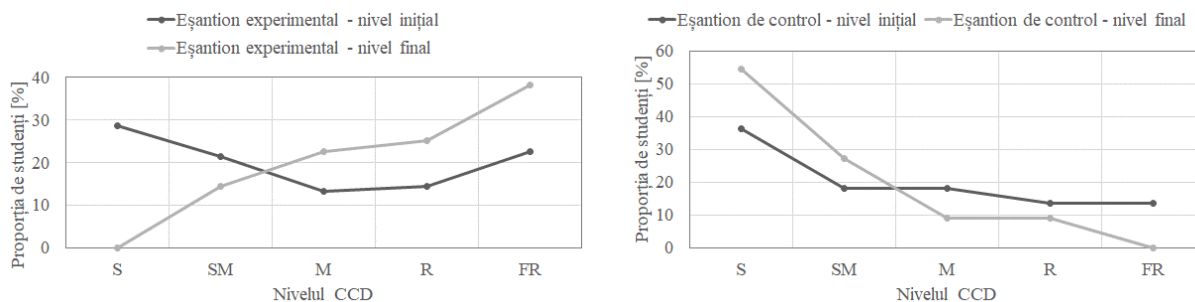 Eșantion experimental - nivel inițial
Eșantion experimental - nivel final
Proporția de studenți [%]
40
30
20
10
0
S SM M R FR
Nivelul CCD
Eșantion de control - nivel inițial Eșantion de control - nivel final
Proporția de studenți [%]
60
50
40
30
20
10
0
S SM M R FR
Nivelul CCD